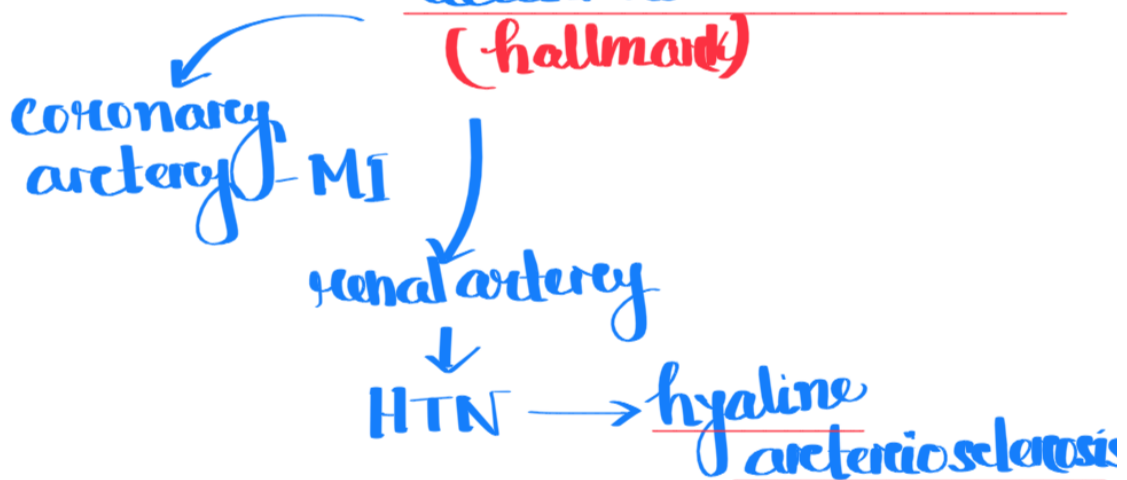 (hallmark)
coronary
artery - MI
renal artery
HTN → hyaline
arteriosclerosis